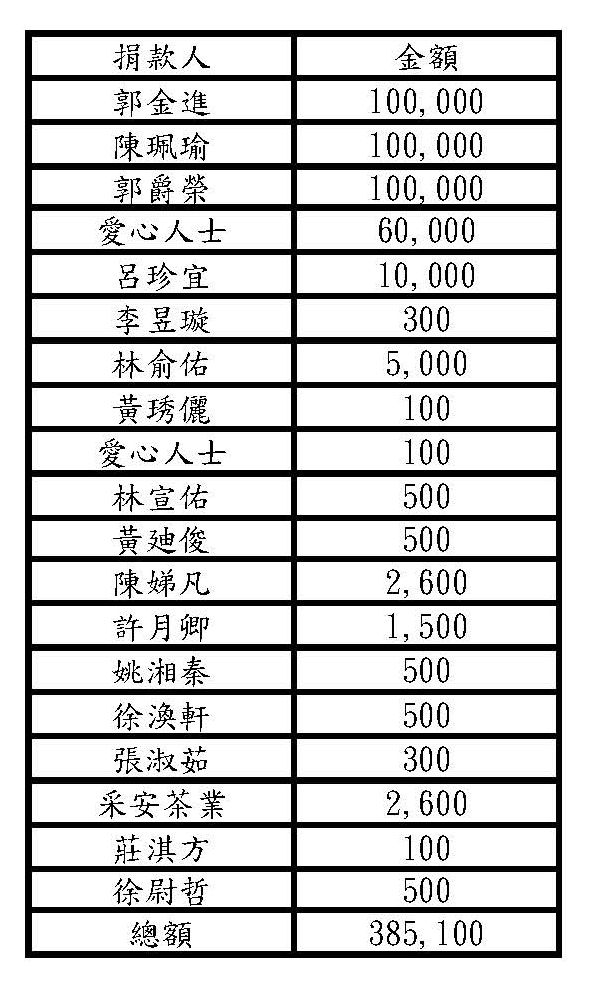 捐款人 金額
郭金進 100,000
陳珮瑜 100,000
郭爵榮 100,000
愛心人士 60,000
呂珍宜 10,000
李昱璇 300
林俞佑 5,000
黃琇儷 100
愛心人士 100
林宣佑 500
黃廸俊 500
陳娣凡 2,600
許月卿 1,500
姚湘秦 500
徐渙軒 500
張淑茹 300
采安茶業 2,600
莊淇方 100
徐尉哲 500
總額 385,100